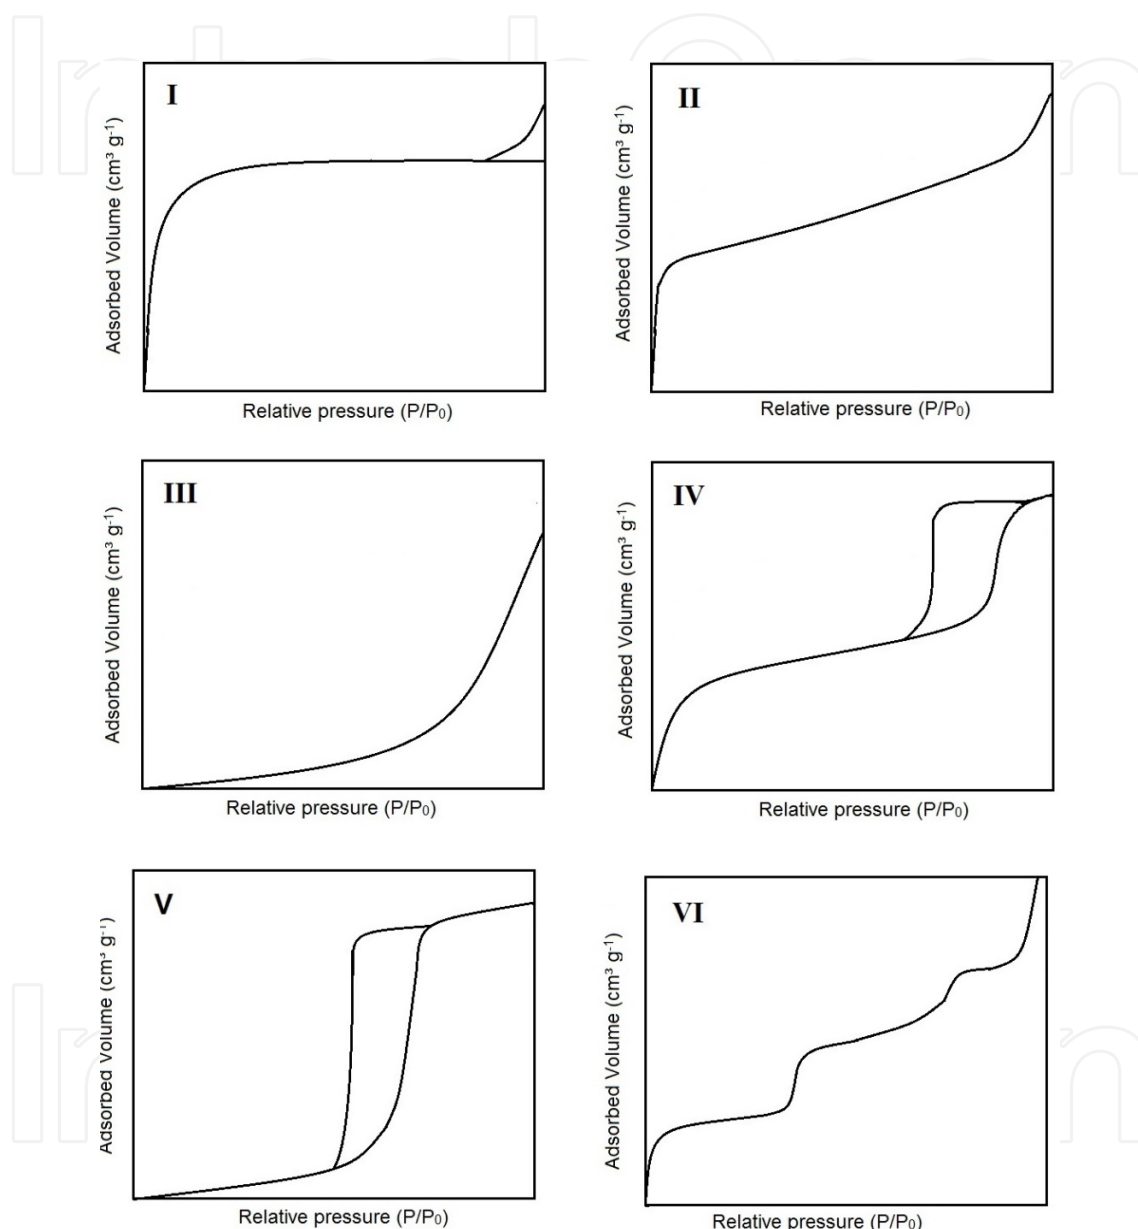 I
II
Adsorbed Volume (cm³ g⁻¹)
Adsorbed Volume (cm³ g⁻¹)
Relative pressure (P/P₀)
Relative pressure (P/P₀)
III
IV
Adsorbed Volume (cm³ g⁻¹)
Adsorbed Volume (cm³ g⁻¹)
Relative pressure (P/P₀)
Relative pressure (P/P₀)
V
VI
Adsorbed Volume (cm³ g⁻¹)
Adsorbed Volume (cm³ g⁻¹)
Relative pressure (P/P₀)
Relative pressure (P/P₀)